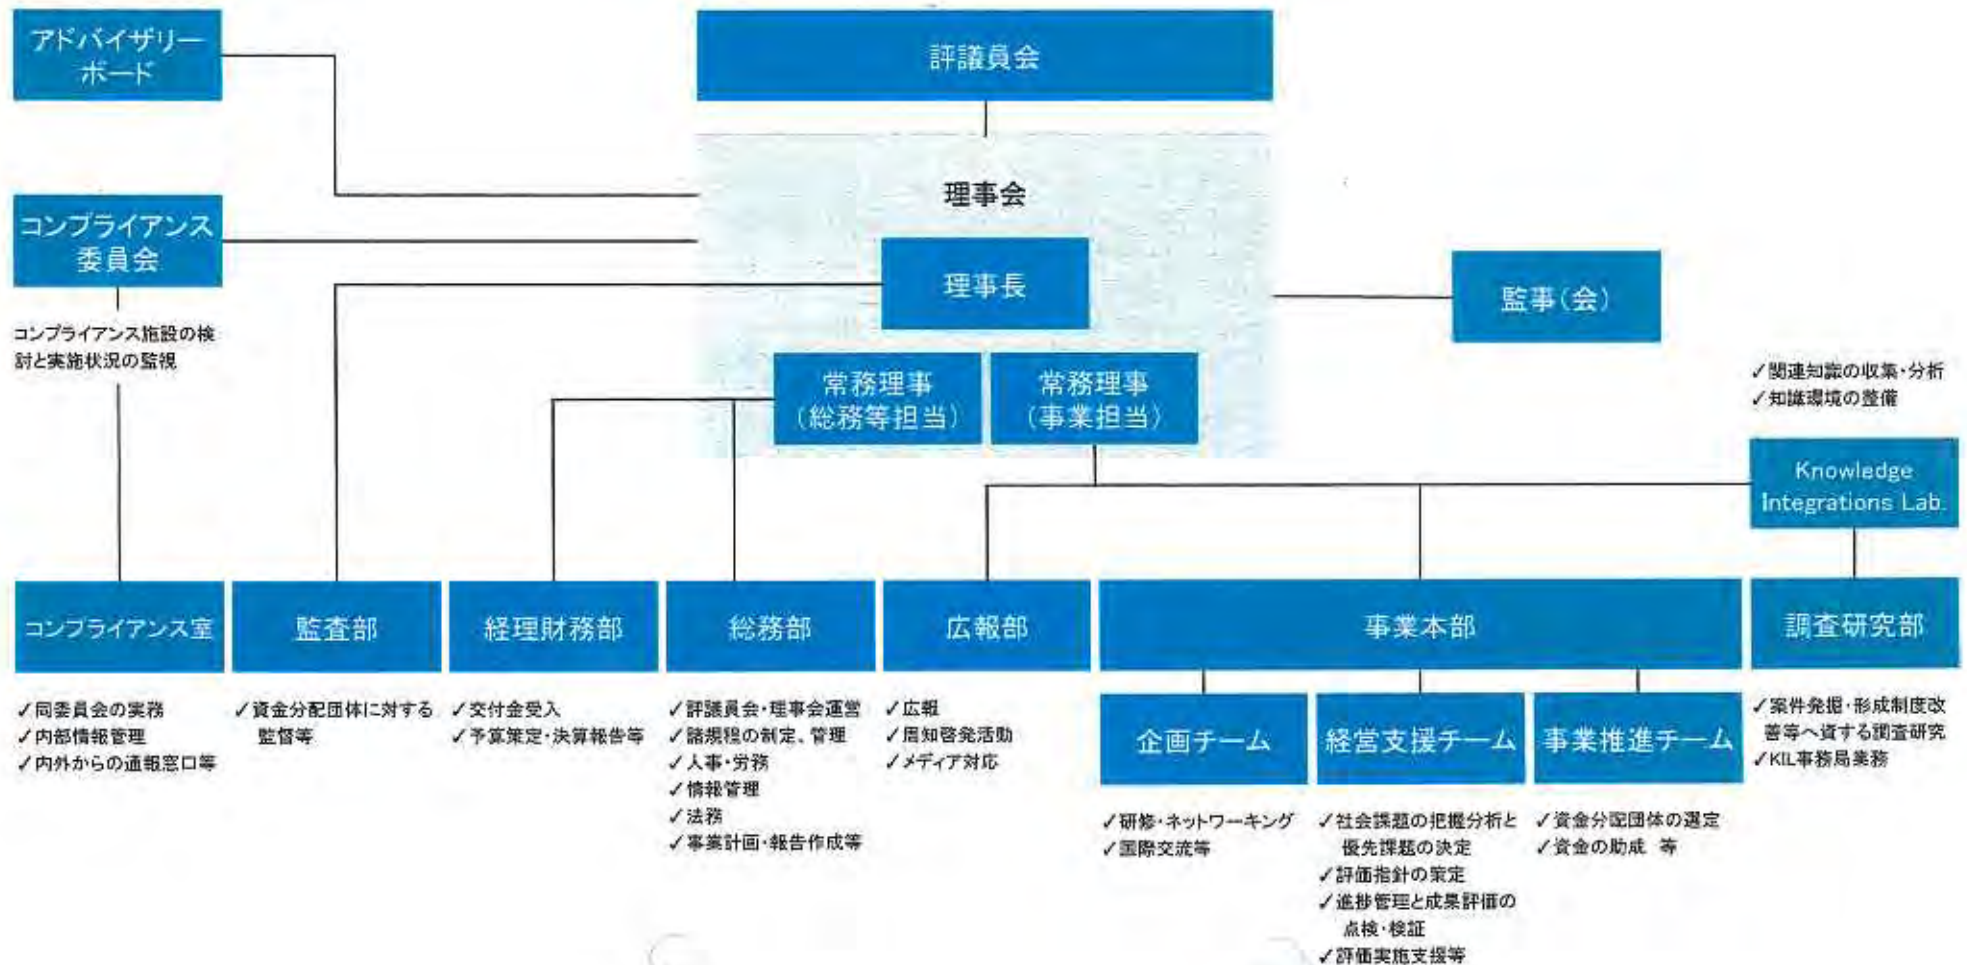 アドバイザリー
ボード
評議員会
理事会
コンプライアンス
委員会
理事長
監事(会)
コンプライアンス施設の検
討と実施状況の監視
常務理事
(総務等担当)
常務理事
(事業担当)
✓関連知識の収集・分析
✓知識環境の整備
Knowledge
Integrations Lab.
コンプライアンス室
監査部
経理財務部
総務部
広報部
事業本部
調査研究部
✓同委員会の実務
✓内部情報管理
✓内外からの通報窓口等
✓資金分配団体に対する
監督等
✓交付金受入
✓予算策定・決算報告等
✓評議員会・理事会運営
✓諸規程の制定、管理
✓人事・労務
✓情報管理
✓法務
✓事業計画・報告作成等
✓広報
✓周知啓発活動
✓メディア対応
企画チーム
経営支援チーム
事業推進チーム
✓案件発掘・形成制度改
善等へ資する調査研究
✓KIL事務局業務
✓研修・ネットワーキング
✓国際交流等
✓社会課題の把握分析と
優先課題の決定
✓評価指針の策定
✓進捗管理と成果評価の
点検・検証
✓評価実施支援等
✓資金分配団体の選定
✓資金の助成 等